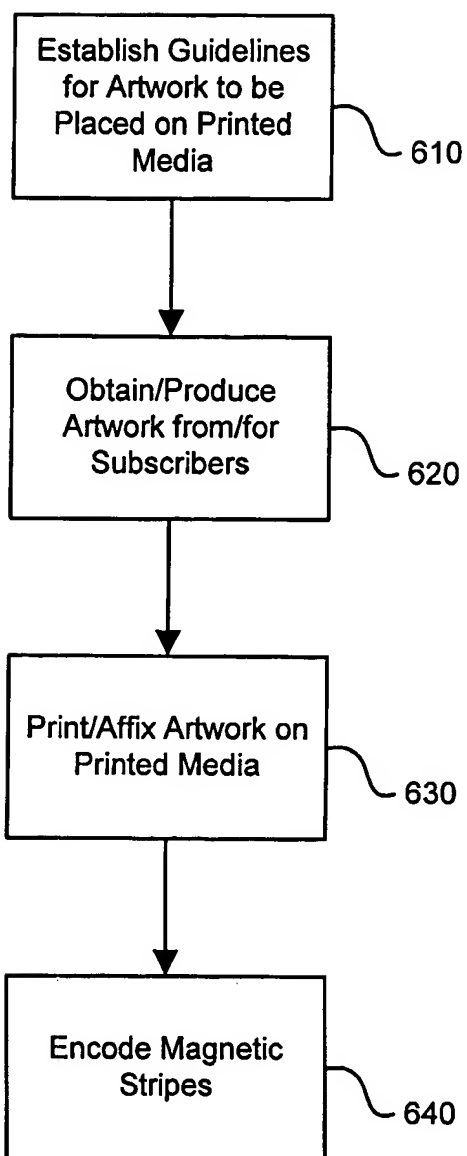 Establish Guidelines
for Artwork to be
Placed on Printed
Media
610
Obtain/Produce
Artwork from/for
Subscribers
620
Print/Affix Artwork on
Printed Media
630
Encode Magnetic
Stripes
640